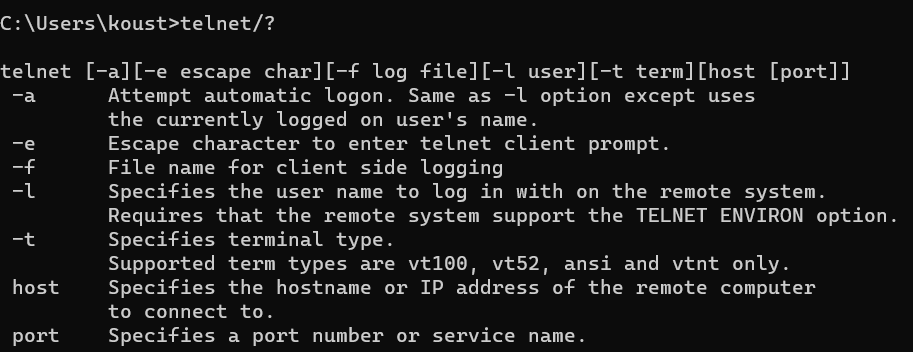 C:\Users\koust>telnet/?
telnet [-a][-e escape char][-f log file][-l user][-t term][host [port]]
-a Attempt automatic logon. Same as -l option except uses
the currently logged on user's name.
-e Escape character to enter telnet client prompt.
-f File name for client side logging
-l Specifies the user name to log in with on the remote system.
Requires that the remote system support the TELNET ENVIRON option.
-t Specifies terminal type.
Supported term types are vt100, vt52, ansi and vtnt only.
host Specifies the hostname or IP address of the remote computer
to connect to.
port Specifies a port number or service name.